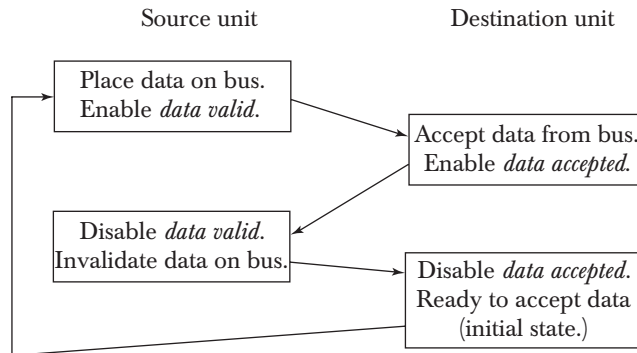 Source unit
Destination unit
Place data on bus.
Enable data valid.
Accept data from bus.
Enable data accepted.
Disable data valid.
Invalidate data on bus.
Disable data accepted.
Ready to accept data
(initial state.)